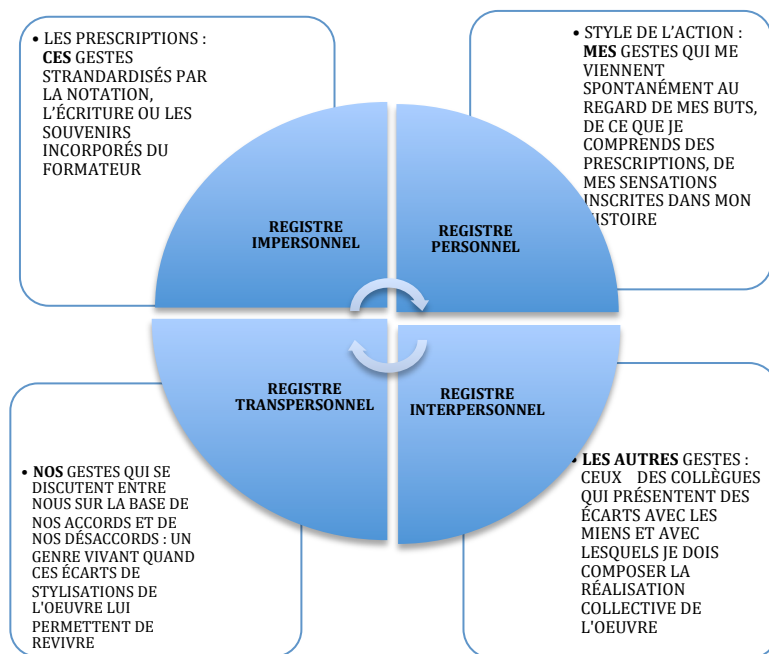 • LES PRESCRIPTIONS :
CES GESTES
STRANDARDISÉS PAR
LA NOTATION,
L'ÉCRITURE OU LES
SOUVENIRS
INCORPORÉS DU
FORMATEUR
• STYLE DE L'ACTION :
MES GESTES QUI ME
VIENNENT
SPONTANÉMENT AU
REGARD DE MES BUTS,
DE CE QUE JE
COMPRENDS DES
PRESCRIPTIONS, DE
MES SENSATIONS
INSCRITES DANS MON
HISTOIRE
REGISTRE
IMPERSONNEL
REGISTRE
PERSONNEL
REGISTRE
TRANSPERSONNEL
REGISTRE
INTERPERSONNEL
• NOS GESTES QUI SE
DISCUTENT ENTRE
NOUS SUR LA BASE DE
NOS ACCORDS ET DE
NOS DÉSACCORDS : UN
GENRE VIVANT QUAND
CES ÉCARTS DE
STYLISATIONS DE
L'OEUVRE LUI
PERMETTENT DE
REVIVRE
• LES AUTRES GESTES :
CEUX DES COLLÈGUES
QUI PRÉSENTENT DES
ÉCARTS AVEC LES
MIENS ET AVEC
LESQUELS JE DOIS
COMPOSER LA
RÉALISATION
COLLECTIVE DE
L'OEUVRE